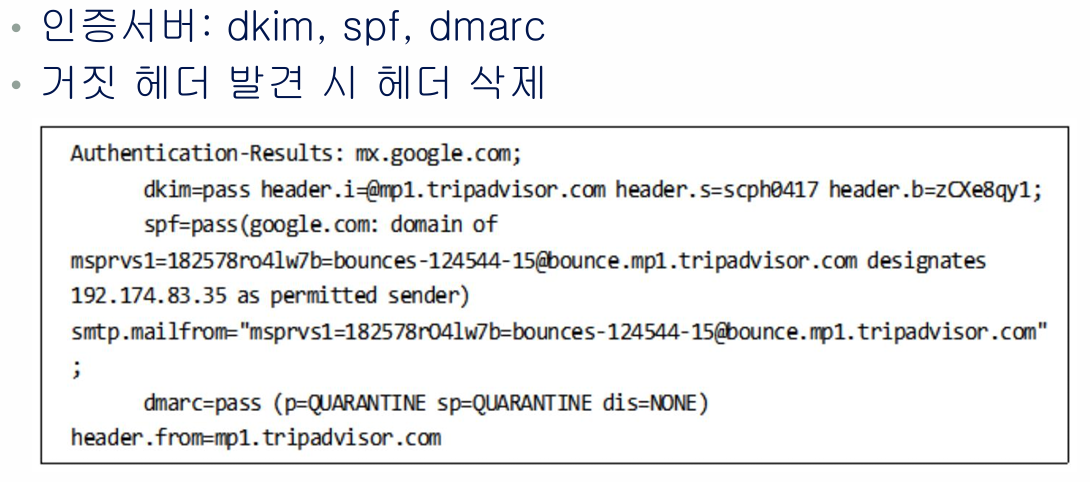 • 인증서버: dkim, spf, dmarc
• 거짓 헤더 발견 시 헤더 삭제
Authentication-Results: mx.google.com;
dkim=pass header.i=@mp1.tripadvisor.com header.s=scph0417 header.b=zCXe8qy1;
spf=pass(google.com: domain of
msprvs1=182578ro4lw7b=bounces-124544-15@bounce.mp1.tripadvisor.com designates
192.174.83.35 as permitted sender)
smtp.mailfrom="msprvs1=182578rO4lw7b=bounces-124544-15@bounce.mp1.tripadvisor.com"
;
dmarc=pass (p=QUARANTINE sp=QUARANTINE dis=NONE)
header.from=mp1.tripadvisor.com